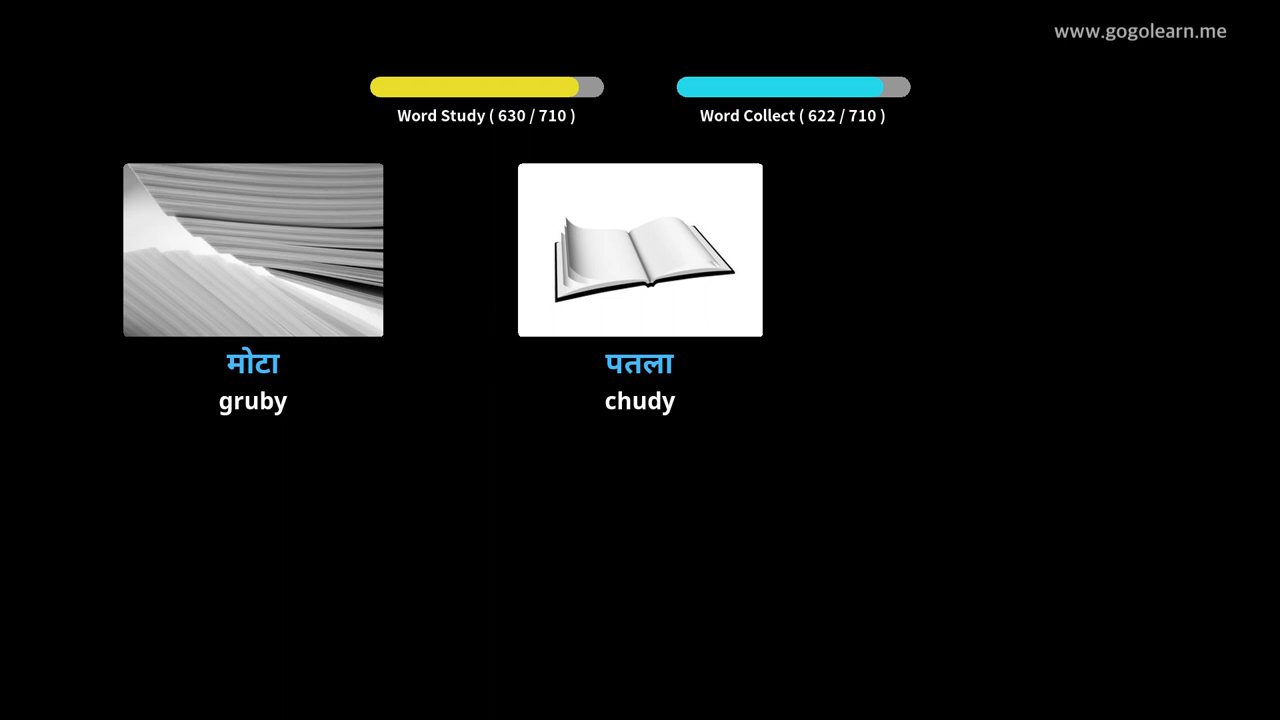 www.gogolearn.me
Word Study ( 630 / 710 )
Word Collect ( 622 / 710 )
मोटा
gruby
पतला
chudy